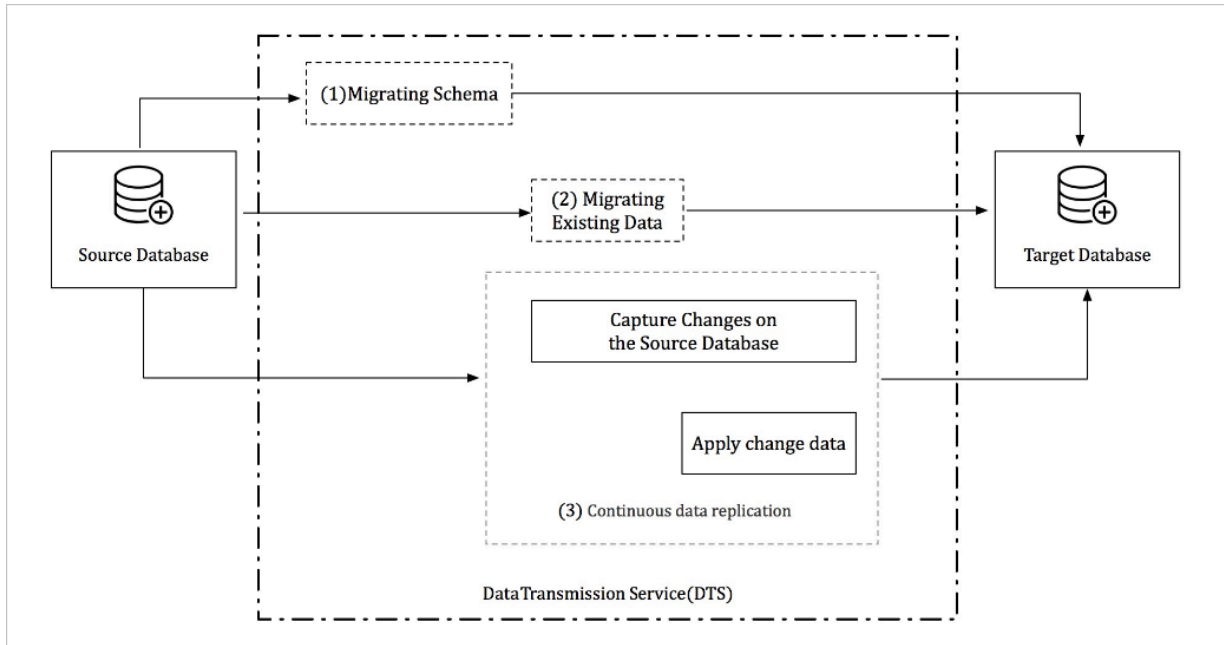 (1)Migrating Schema
Source Database
(2) Migrating
Existing Data
Target Database
Capture Changes on
the Source Database
Apply change data
(3) Continuous data replication
DataTransmission Service(DTS)